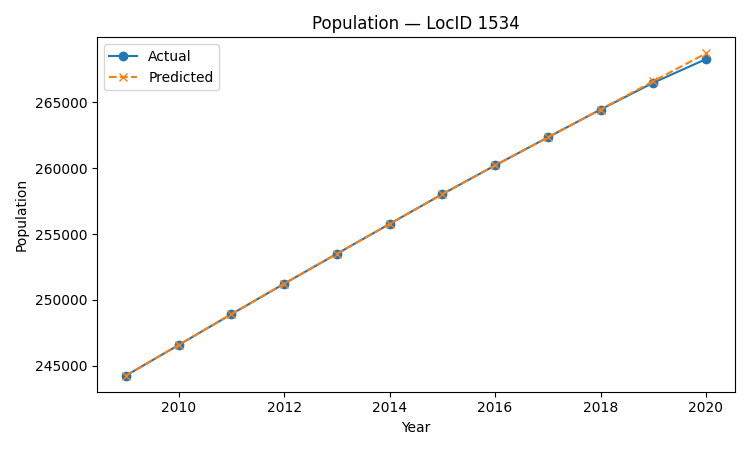 Population — LocID 1534
Actual
Predicted
265000
260000
255000
250000
245000
Population
2010
2012
2014
2016
2018
2020
Year